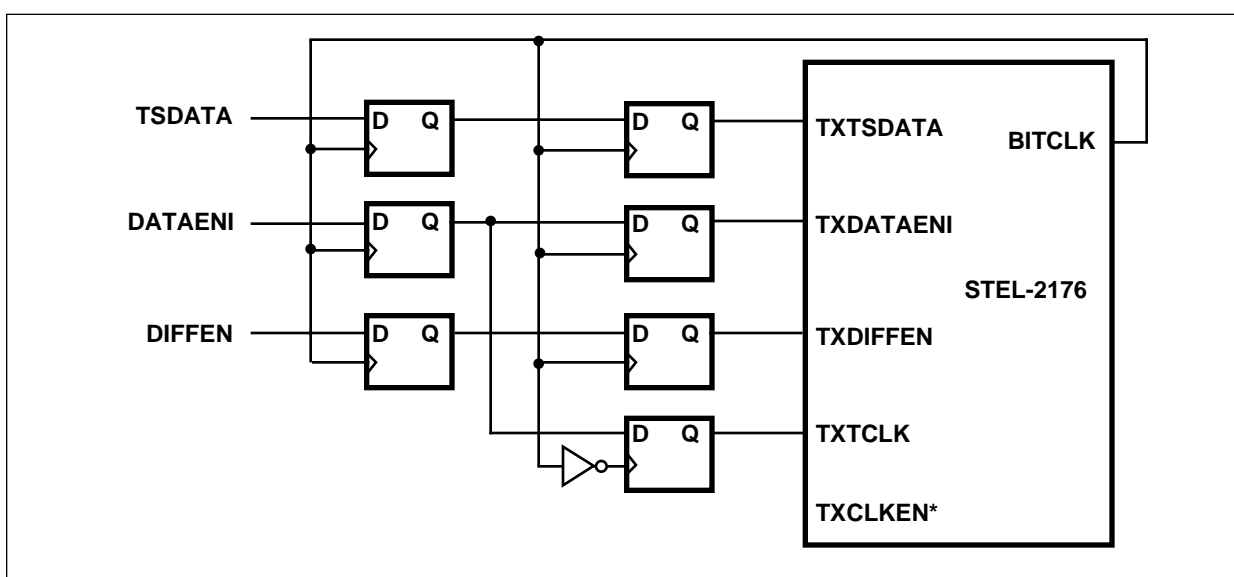 TSDATA
D Q
D Q
TXTSDATA
BITCLK
DATAENI
D Q
D Q
TXDATAENI
STEL-2176
DIFFEN
D Q
D Q
TXDIFFEN
D Q
TXTCLK
TXCLKEN*